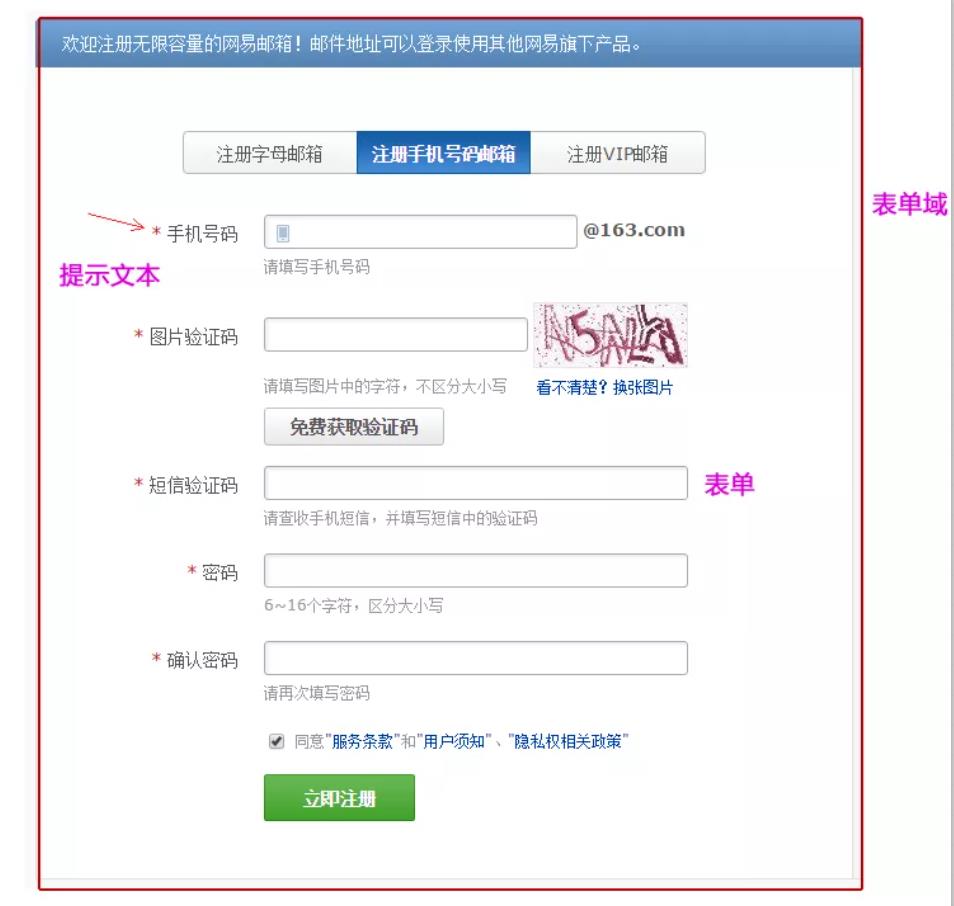 欢迎注册无限容量的网易邮箱！邮件地址可以登录使用其他网易旗下产品。
注册字母邮箱 注册手机号码邮箱 注册VIP邮箱
表单域
* 手机号码 @163.com
请填写手机号码
提示文本
* 图片验证码
请填写图片中的字符，不区分大小写 看不清楚？换张图片
免费获取验证码
* 短信验证码 表单
请查收手机短信，并填写短信中的验证码
* 密码
6~16个字符，区分大小写
* 确认密码
请再次填写密码
同意"服务条款"和"用户须知"、"隐私权相关政策"
立即注册